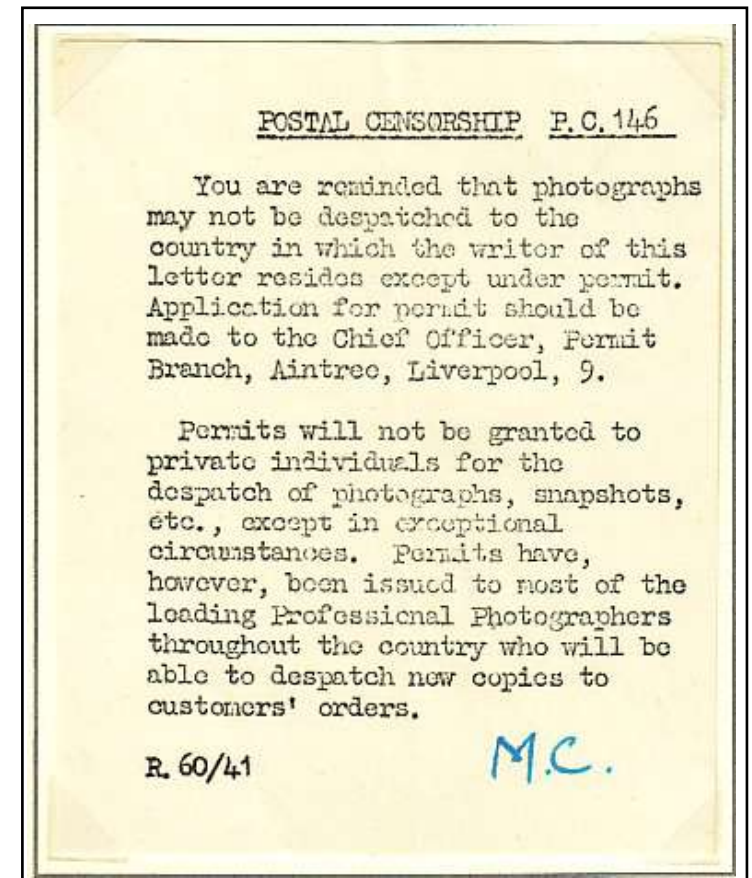 POSTAL CENSORSHIP P.C.146
You are reminded that photographs
may not be despatched to the
country in which the writer of this
letter resides except under permit.
Application for permit should be
made to the Chief Officer, Permit
Branch, Aintree, Liverpool, 9.
Permits will not be granted to
private individuals for the
despatch of photographs, snapshots,
etc., except in exceptional
circumstances. Permits have,
however, been issued to most of the
leading Professional Photographers
throughout the country who will be
able to despatch new copies to
customers' orders.
R. 60/41
M.C.